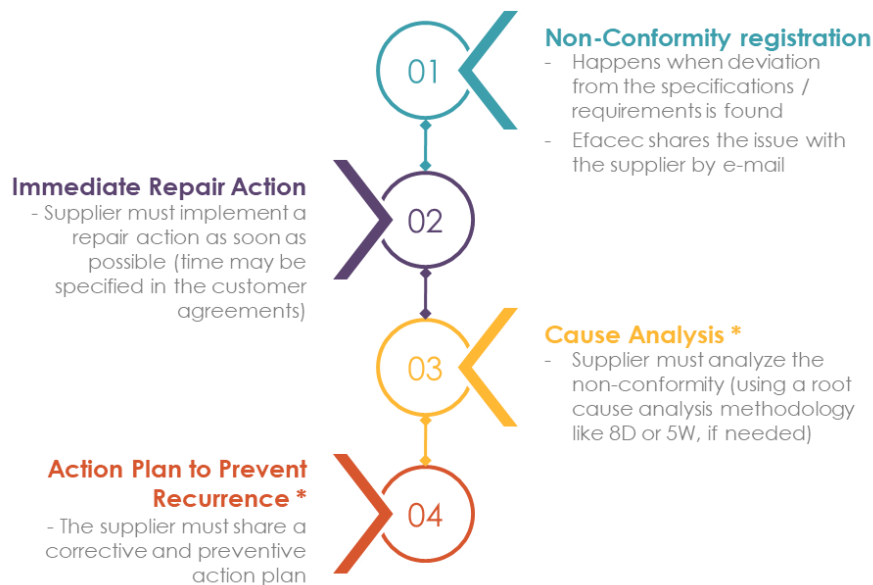 01
Non-Conformity registration
- Happens when deviation
from the specifications /
requirements is found
- Efacec shares the issue with
the supplier by e-mail
02
Immediate Repair Action
- Supplier must implement a
repair action as soon as
possible (time may be
specified in the customer
agreements)
03
Cause Analysis *
- Supplier must analyze the
non-conformity (using a root
cause analysis methodology
like 8D or 5W, if needed)
04
Action Plan to Prevent
Recurrence *
- The supplier must share a
corrective and preventive
action plan